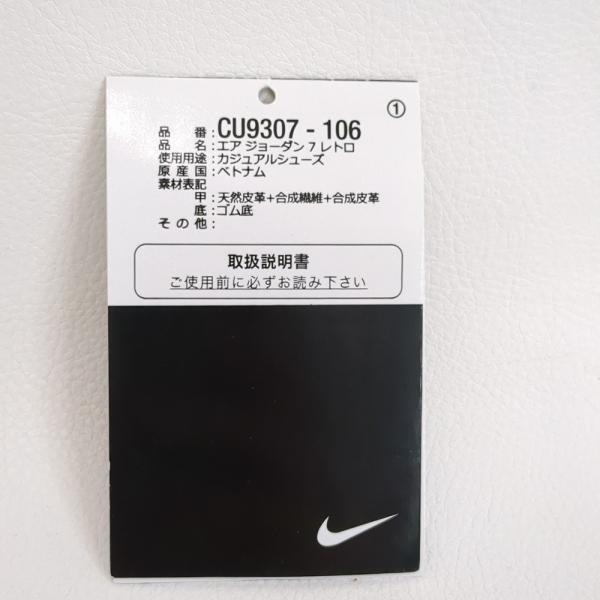 ①
品番:CU9307-106
品名:エア ジョーダン 7 レトロ
使用用途:カジュアルシューズ
原産国:ベトナム
素材表記
甲:天然皮革+合成繊維+合成皮革
底:ゴム底
その他:
取扱説明書
ご使用前に必ずお読み下さい